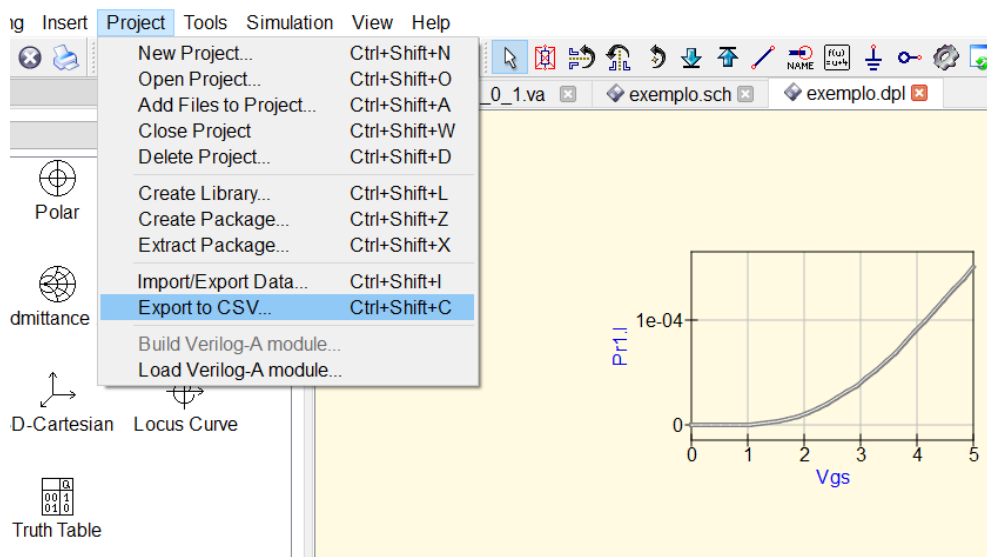 ng Insert Project Tools Simulation View Help
New Project... Ctrl+Shift+N
Open Project... Ctrl+Shift+O
Add Files to Project... Ctrl+Shift+A
Close Project Ctrl+Shift+W
Delete Project... Ctrl+Shift+D
Create Library... Ctrl+Shift+L
Create Package... Ctrl+Shift+Z
Extract Package... Ctrl+Shift+X
Import/Export Data... Ctrl+Shift+I
Export to CSV... Ctrl+Shift+C
Build Verilog-A module...
Load Verilog-A module...
NAME
f(ω)
=u+4
_0_1.va exemplo.sch exemplo.dpl
Polar
dmittance
D-Cartesian Locus Curve
Truth Table
1e-04
0
Pr1.I
0 1 2 3 4 5
Vgs